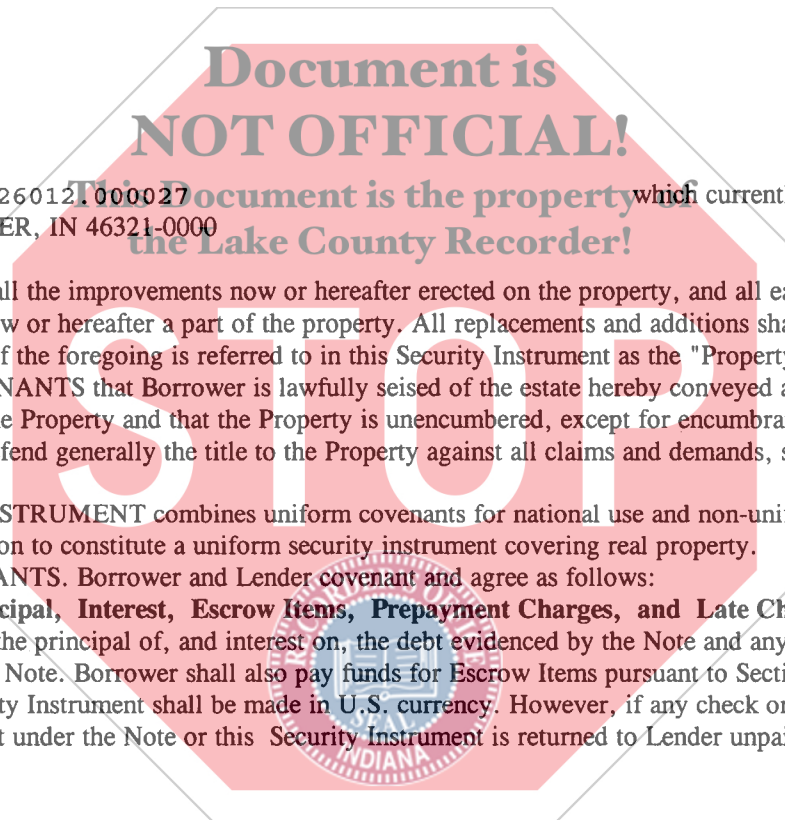 Document is
NOT OFFICIAL!
This Document is the property of
the Lake County Recorder!
26012.000027 which current
ER, IN 46321-0000
all the improvements now or hereafter erected on the property, and all ea
w or hereafter a part of the property. All replacements and additions sha
f the foregoing is referred to in this Security Instrument as the "Property
NANTS that Borrower is lawfully seised of the estate hereby conveyed a
e Property and that the Property is unencumbered, except for encumbra
fend generally the title to the Property against all claims and demands, s
STOP
STRUMENT combines uniform covenants for national use and non-unif
on to constitute a uniform security instrument covering real property.
ANTS. Borrower and Lender covenant and agree as follows:
cipal, Interest, Escrow Items, Prepayment Charges, and Late Ch
the principal of, and interest on, the debt evidenced by the Note and any
Note. Borrower shall also pay funds for Escrow Items pursuant to Secti
ty Instrument shall be made in U.S. currency. However, if any check or
t under the Note or this Security Instrument is returned to Lender unpai
SEAL
INDIANA